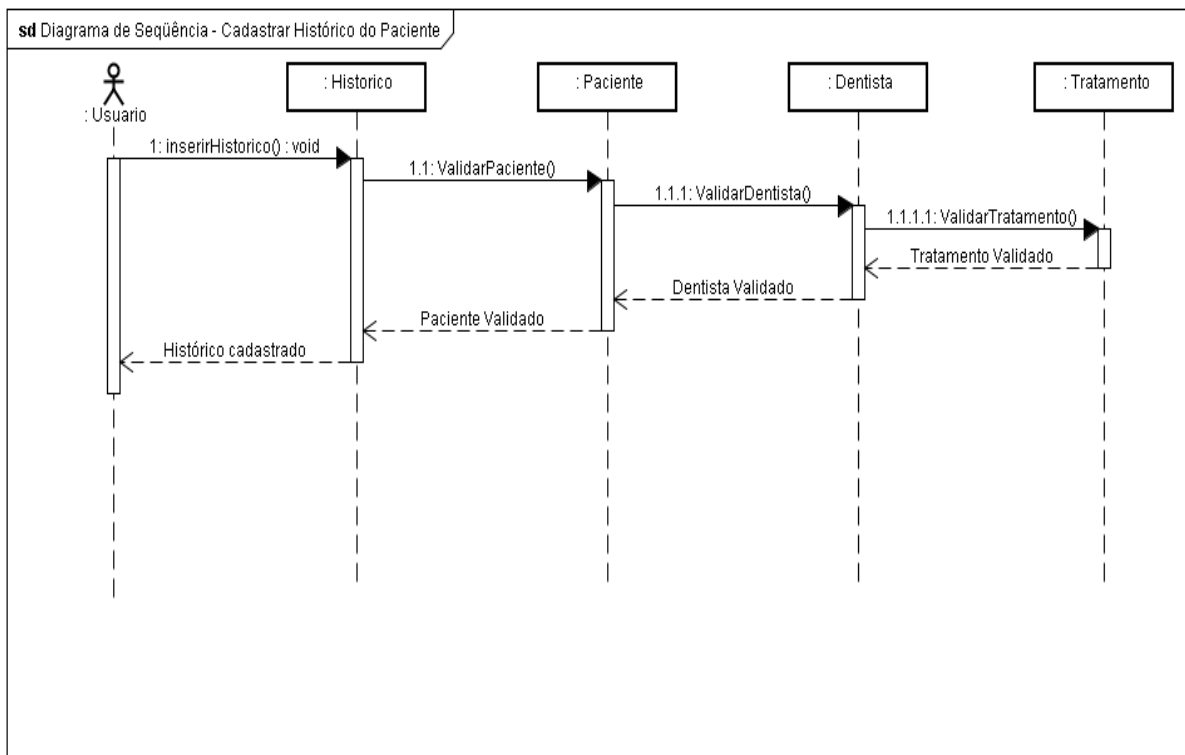 sd Diagrama de Seqüência - Cadastrar Histórico do Paciente
: Usuario
: Historico
: Paciente
: Dentista
: Tratamento
1: inserirHistorico() : void
1.1: ValidarPaciente()
1.1.1: ValidarDentista()
1.1.1.1: ValidarTratamento()
Tratamento Validado
Dentista Validado
Paciente Validado
Histórico cadastrado